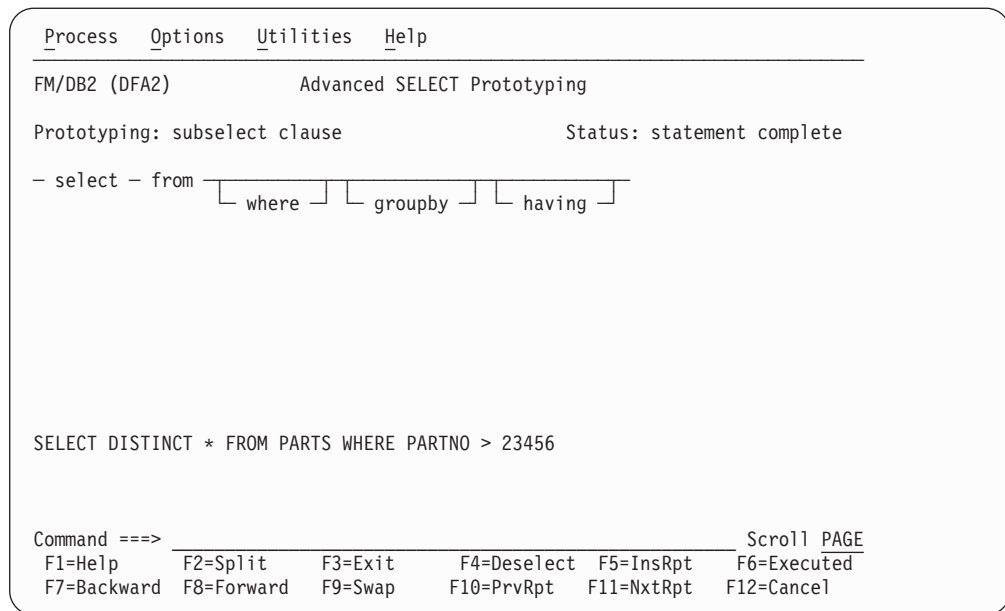 Process Options Utilities Help
FM/DB2 (DFA2) Advanced SELECT Prototyping
Prototyping: subselect clause Status: statement complete
select from
where groupby having
SELECT DISTINCT * FROM PARTS WHERE PARTNO > 23456
Command ===> Scroll PAGE
F1=Help F2=Split F3=Exit F4=Deselect F5=InsRpt F6=Executed
F7=Backward F8=Forward F9=Swap F10=PrvRpt F11=NxtRpt F12=Cancel